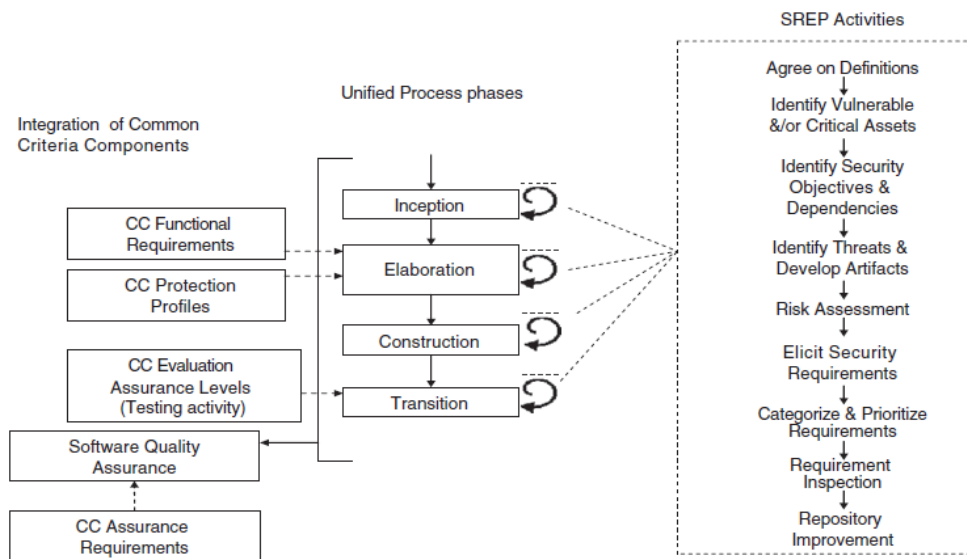 SREP Activities
Unified Process phases
Integration of Common
Criteria Components
CC Functional
Requirements
CC Protection
Profiles
CC Evaluation
Assurance Levels
(Testing activity)
Software Quality
Assurance
CC Assurance
Requirements
Inception
Elaboration
Construction
Transition
Agree on Definitions
Identify Vulnerable
&/or Critical Assets
Identify Security
Objectives &
Dependencies
Identify Threats &
Develop Artifacts
Risk Assessment
Elicit Security
Requirements
Categorize & Prioritize
Requirements
Requirement
Inspection
Repository
Improvement